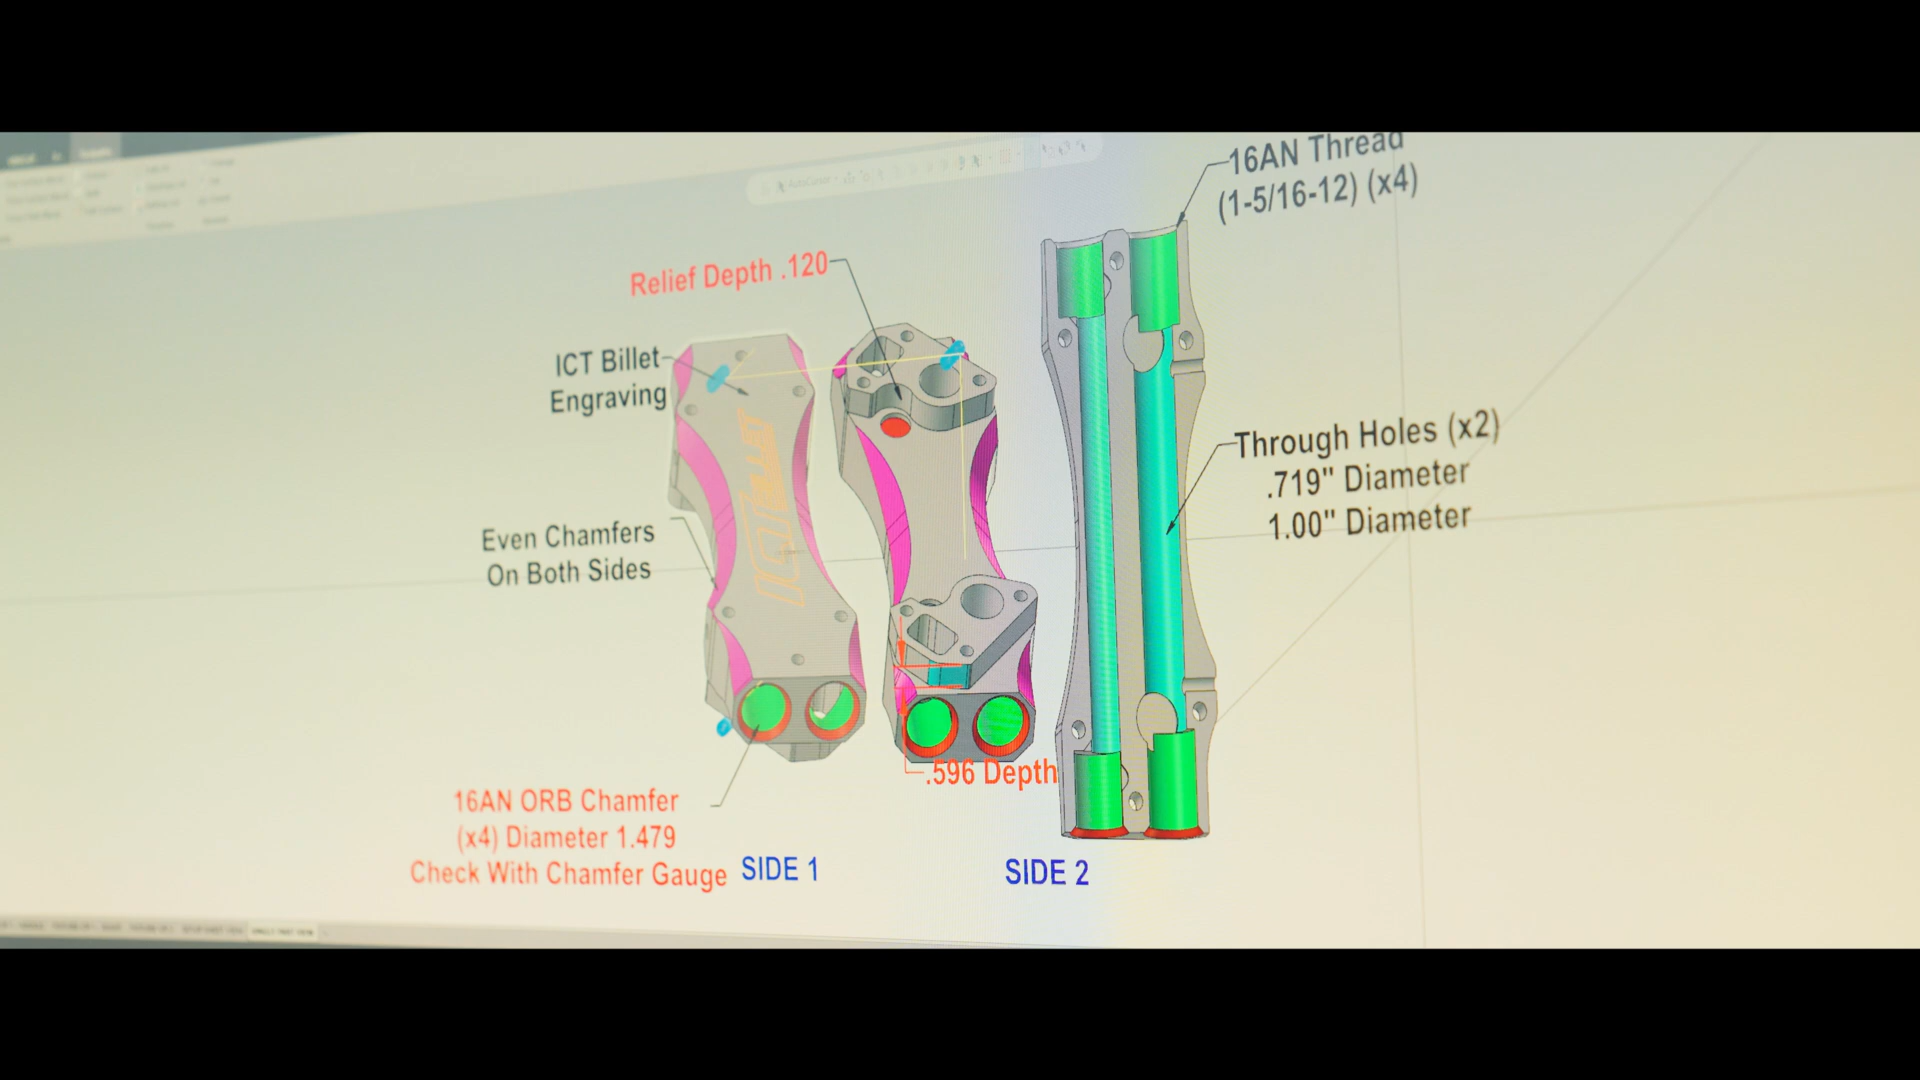 16AN Thread
(1-5/16-12) (x4)
Relief Depth .120
ICT Billet
Engraving
ICT BILLET
Through Holes (x2)
.719" Diameter
1.00" Diameter
Even Chamfers
On Both Sides
.596 Depth
16AN ORB Chamfer
(x4) Diameter 1.479
Check With Chamfer Gauge
SIDE 1
SIDE 2